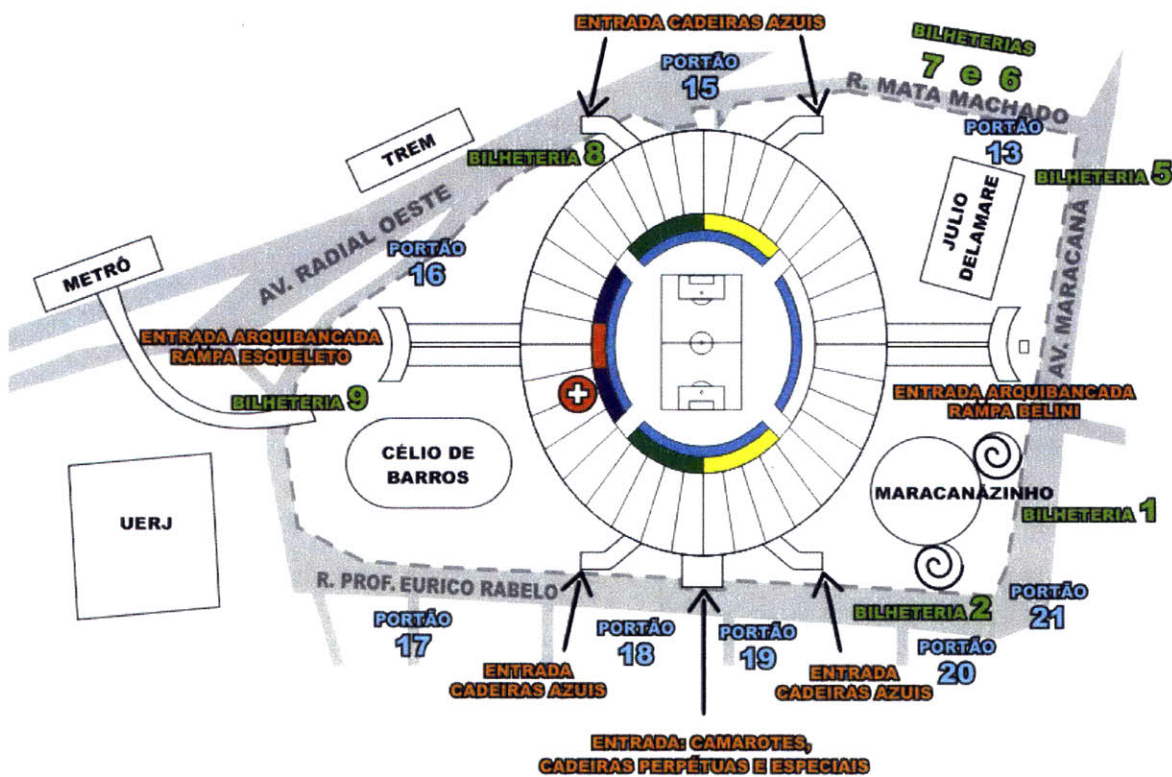 ENTRADA CADEIRAS AZUIS
BILHETERIAS
7 e 6
PORTÃO
15
R. MATA MACHADO
PORTÃO
13
TREM
BILHETERIA 8
BILHETERIA 5
JULIO
DELAMARE
AV. RADIAL OESTE
PORTÃO
16
METRÔ
AV. MARACANÃ
ENTRADA ARQUIBANCADA
RAMPA ESQUELETO
BILHETERIA 9
ENTRADA ARQUIBANCADA
RAMPA BELINI
CÉLIO DE
BARROS
MARACANÃZINHO
UERJ
BILHETERIA 1
R. PROF. EURICO RABELO
BILHETERIA 2
PORTÃO
21
PORTÃO
17
PORTÃO
18
PORTÃO
19
PORTÃO
20
ENTRADA
CADEIRAS AZUIS
ENTRADA
CADEIRAS AZUIS
ENTRADA: CAMAROTES,
CADEIRAS PERPÉTUAS E ESPECIAIS